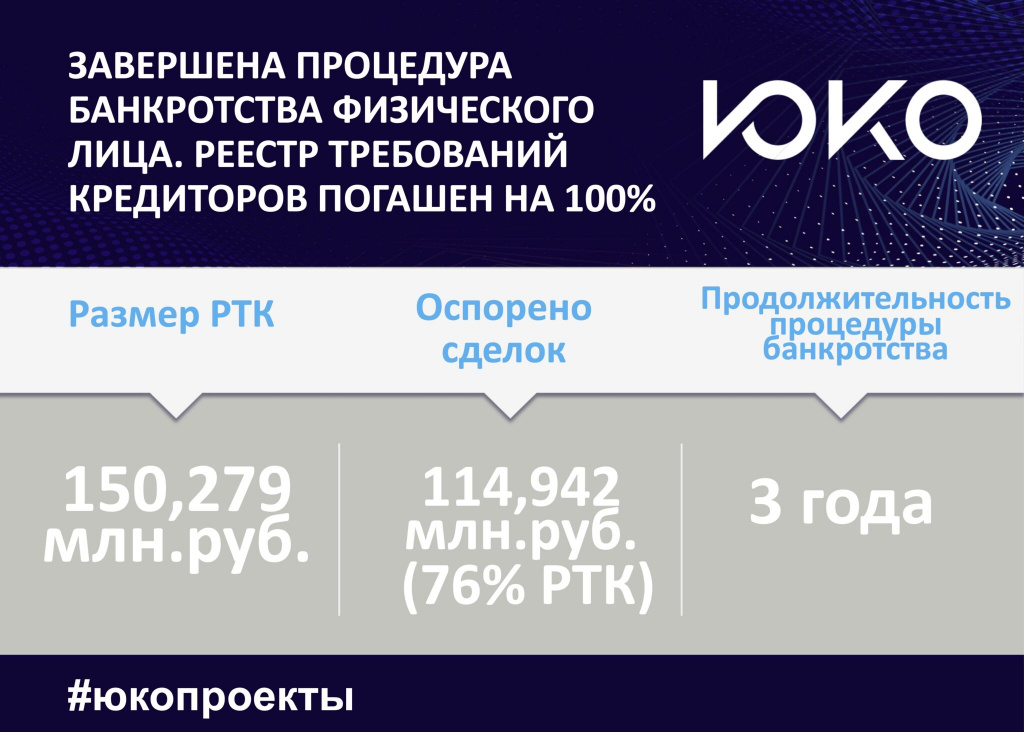 ЗАВЕРШЕНА ПРОЦЕДУРА
БАНКРОТСТВА ФИЗИЧЕСКОГО
ЛИЦА. РЕЕСТР ТРЕБОВАНИЙ
КРЕДИТОРОВ ПОГАШЕН НА 100%
ЮКО
Размер РТК
Оспорено
сделок
Продолжительность
процедуры
банкротства
150,279
млн.руб.
114,942
млн.руб.
(76% РТК)
3 года
#юкопроекты